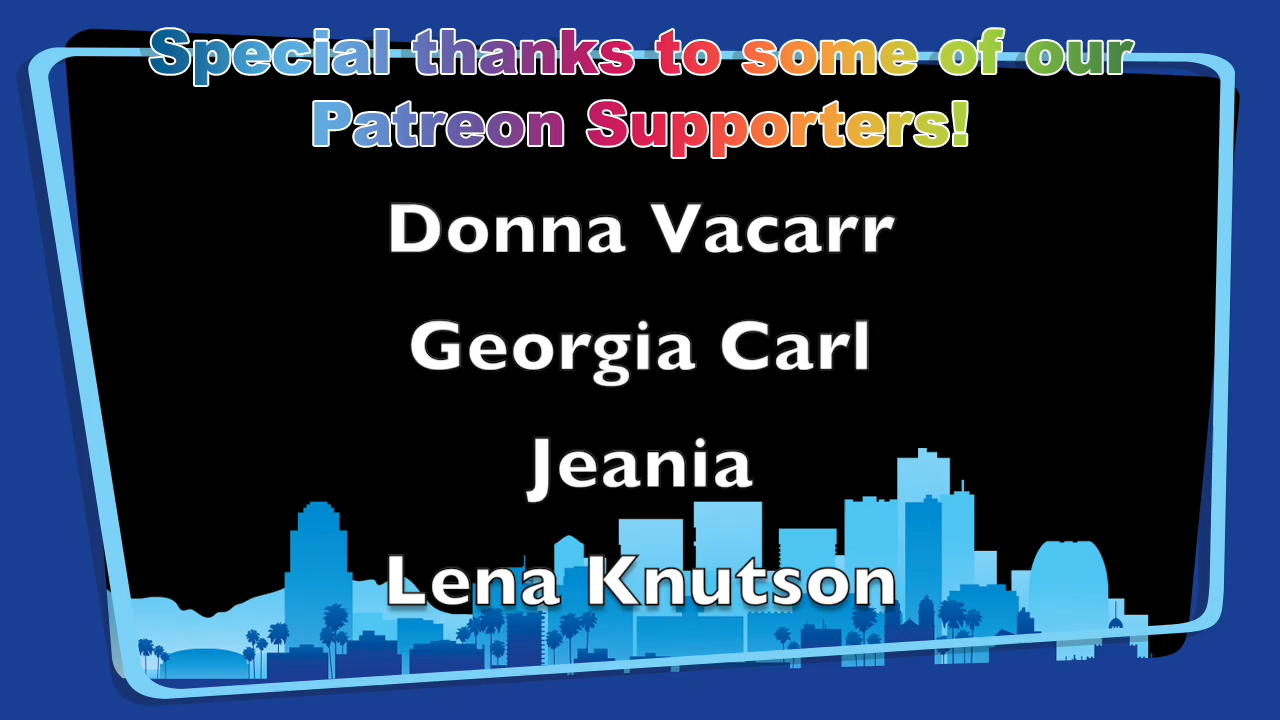 Special thanks to some of our
Patreon Supporters!
Donna Vacarr
Georgia Carl
Jeania
Lena Knutson